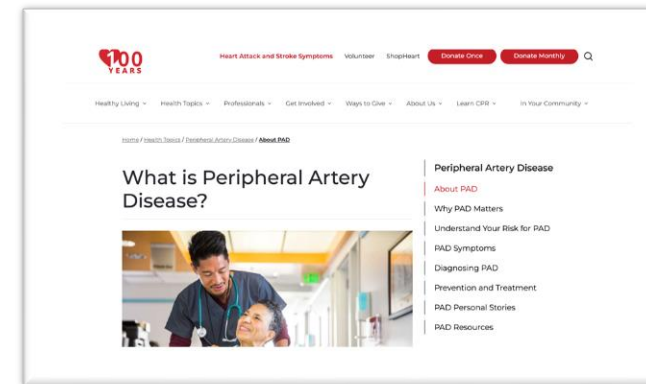 100
YEARS
Heart Attack and Stroke Symptoms Volunteer ShopHeart Donate Once Donate Monthly
Healthy Living Health Topics Professionals Get Involved Ways to Give About Us Learn CPR In Your Community
Home / Health Topics / Peripheral Artery Disease / About PAD
What is Peripheral Artery
Disease?
Peripheral Artery Disease
About PAD
Why PAD Matters
Understand Your Risk for PAD
PAD Symptoms
Diagnosing PAD
Prevention and Treatment
PAD Personal Stories
PAD Resources